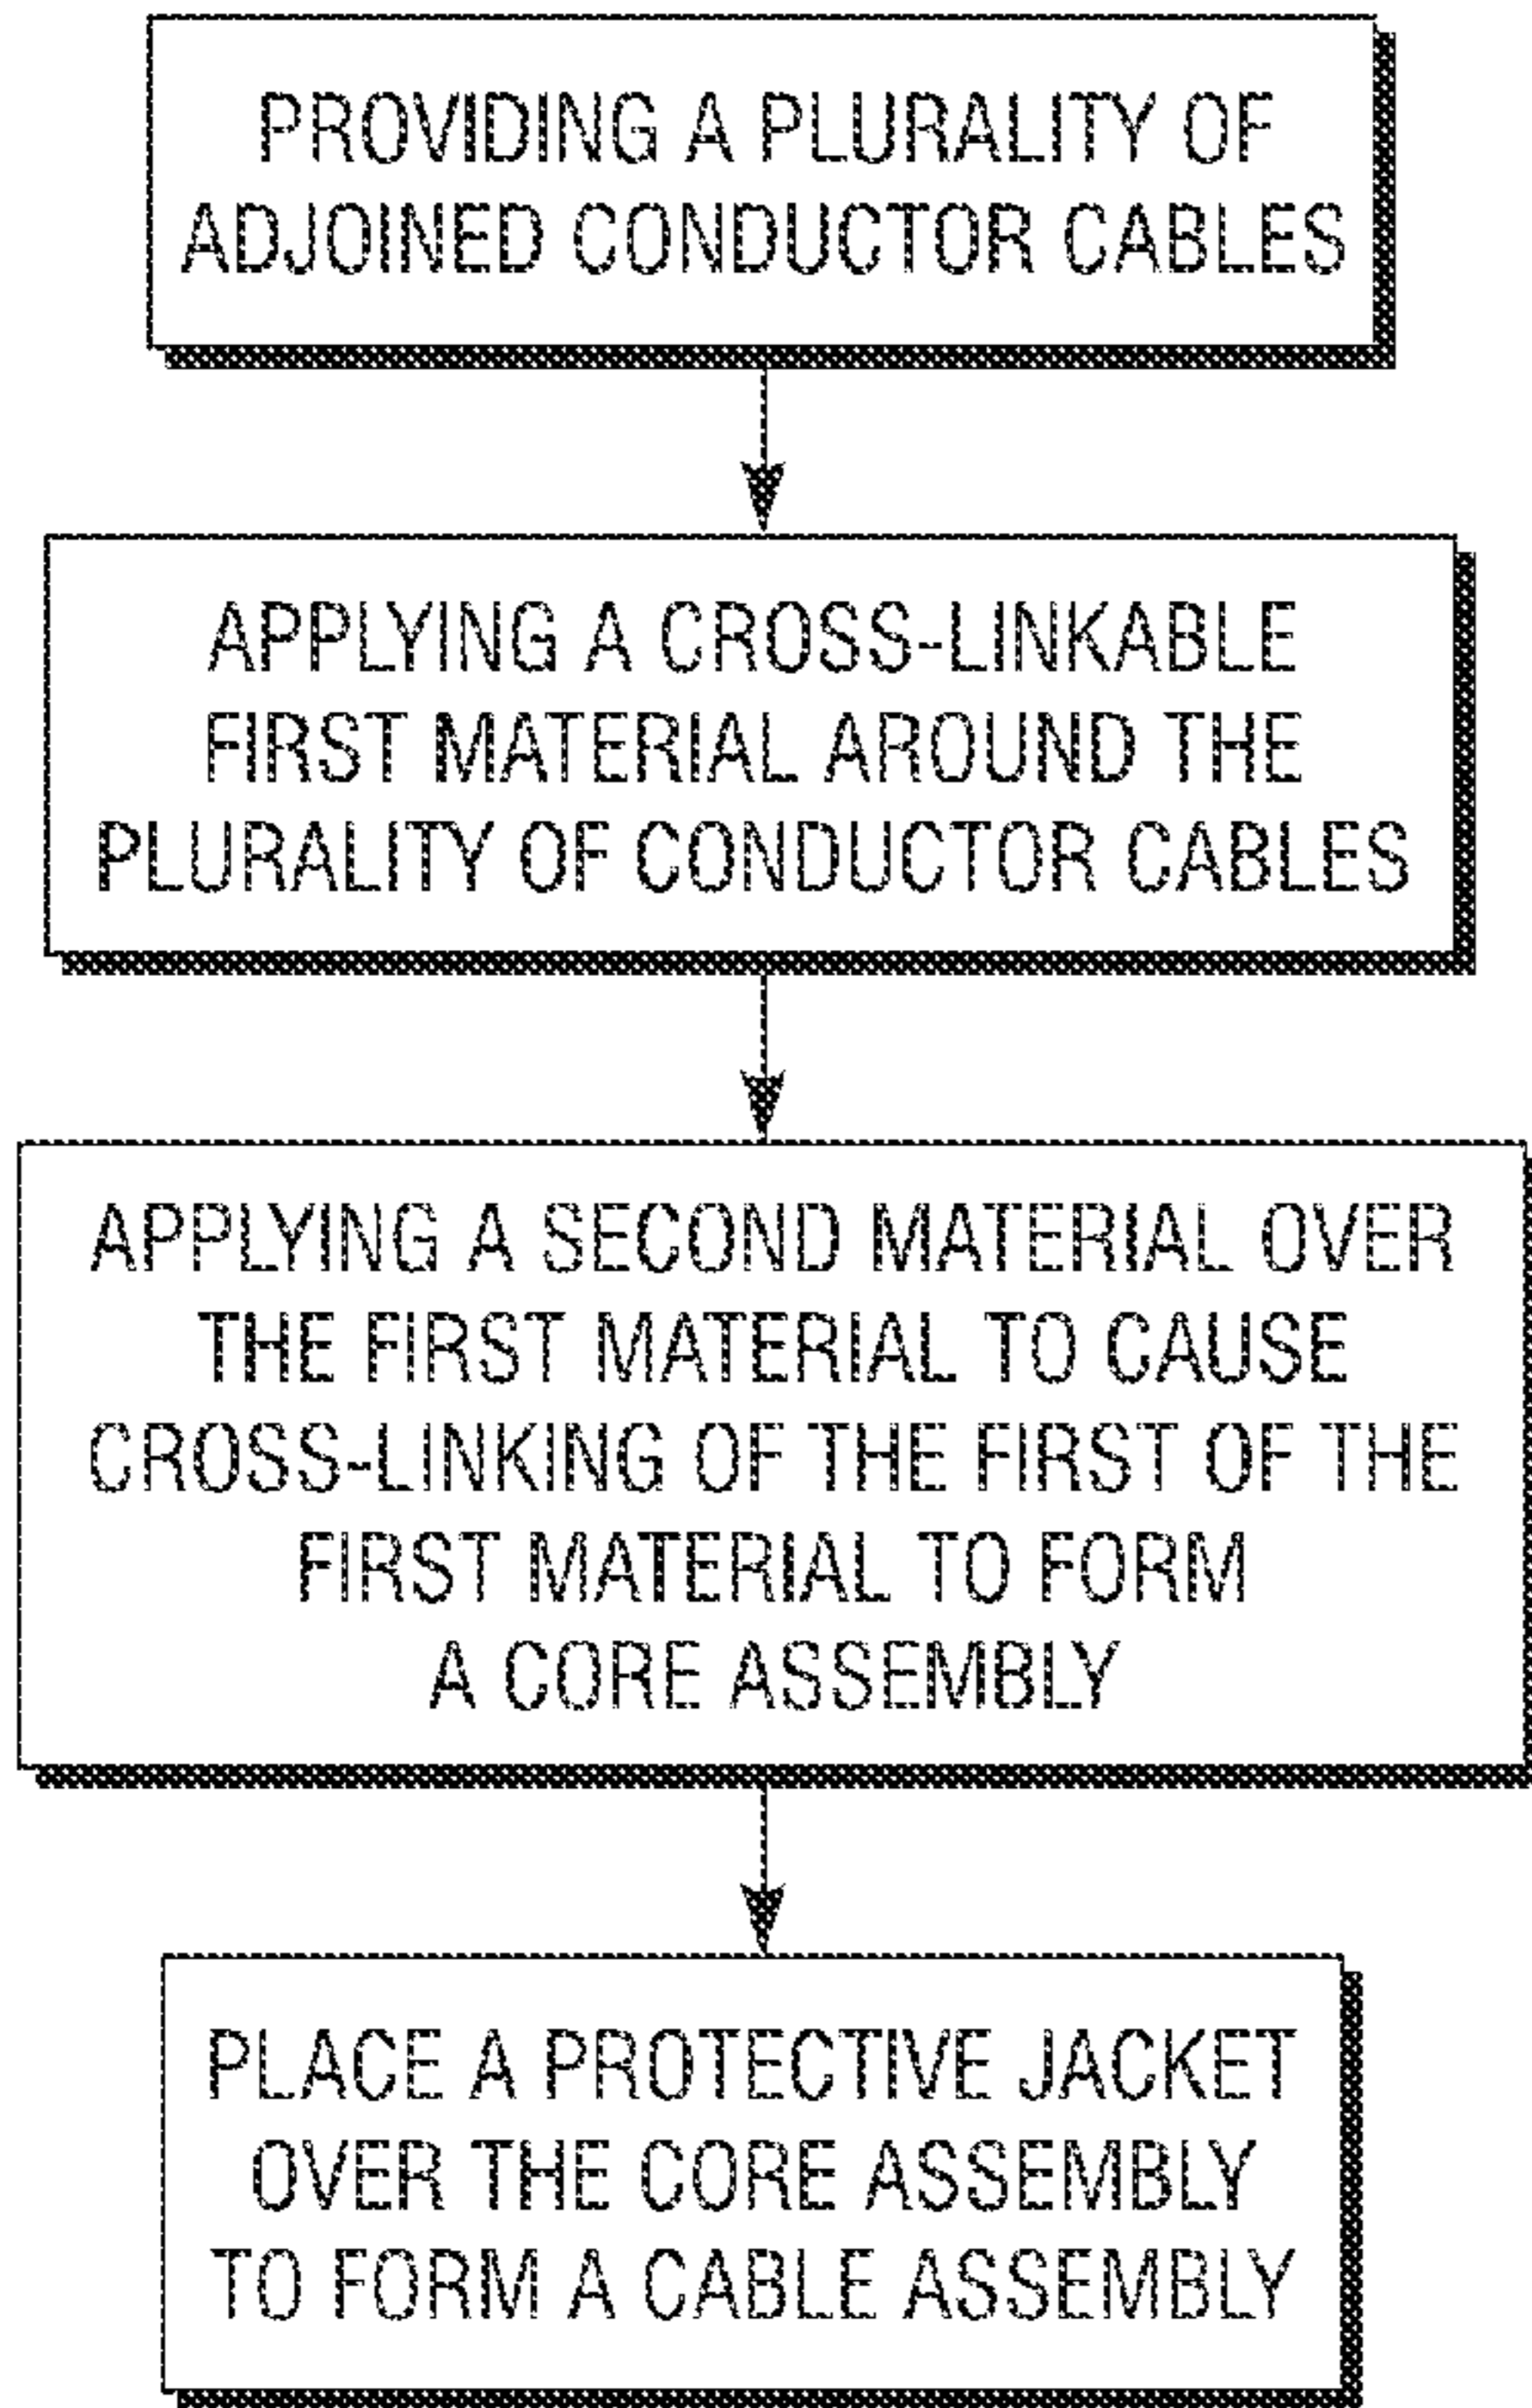 PROVIDING A PLURALITY OF
ADJOINED CONDUCTOR CABLES
APPLYING A CROSS-LINKABLE
FIRST MATERIAL AROUND THE
PLURALITY OF CONDUCTOR CABLES
APPLYING A SECOND MATERIAL OVER
THE FIRST MATERIAL TO CAUSE
CROSS-LINKING OF THE FIRST OF THE
FIRST MATERIAL TO FORM
A CORE ASSEMBLY
PLACE A PROTECTIVE JACKET
OVER THE CORE ASSEMBLY
TO FORM A CABLE ASSEMBLY